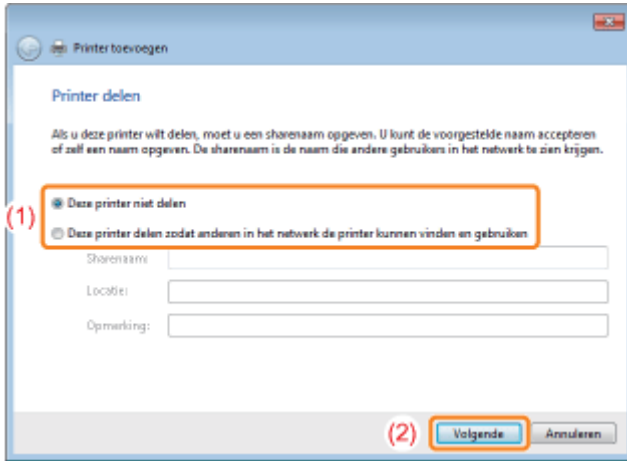 Printer toevoegen
Printer delen
Als u deze printer wilt delen, moet u een sharenaam opgeven. U kunt de voorgestelde naam accepteren
of zelf een naam opgeven. De sharenaam is de naam die andere gebruikers in het netwerk te zien krijgen.
(1)
Deze printer niet delen
Deze printer delen zodat anderen in het netwerk de printer kunnen vinden en gebruiken
Sharenaam:
Locatie:
Opmerking:
(2) Volgende Annuleren